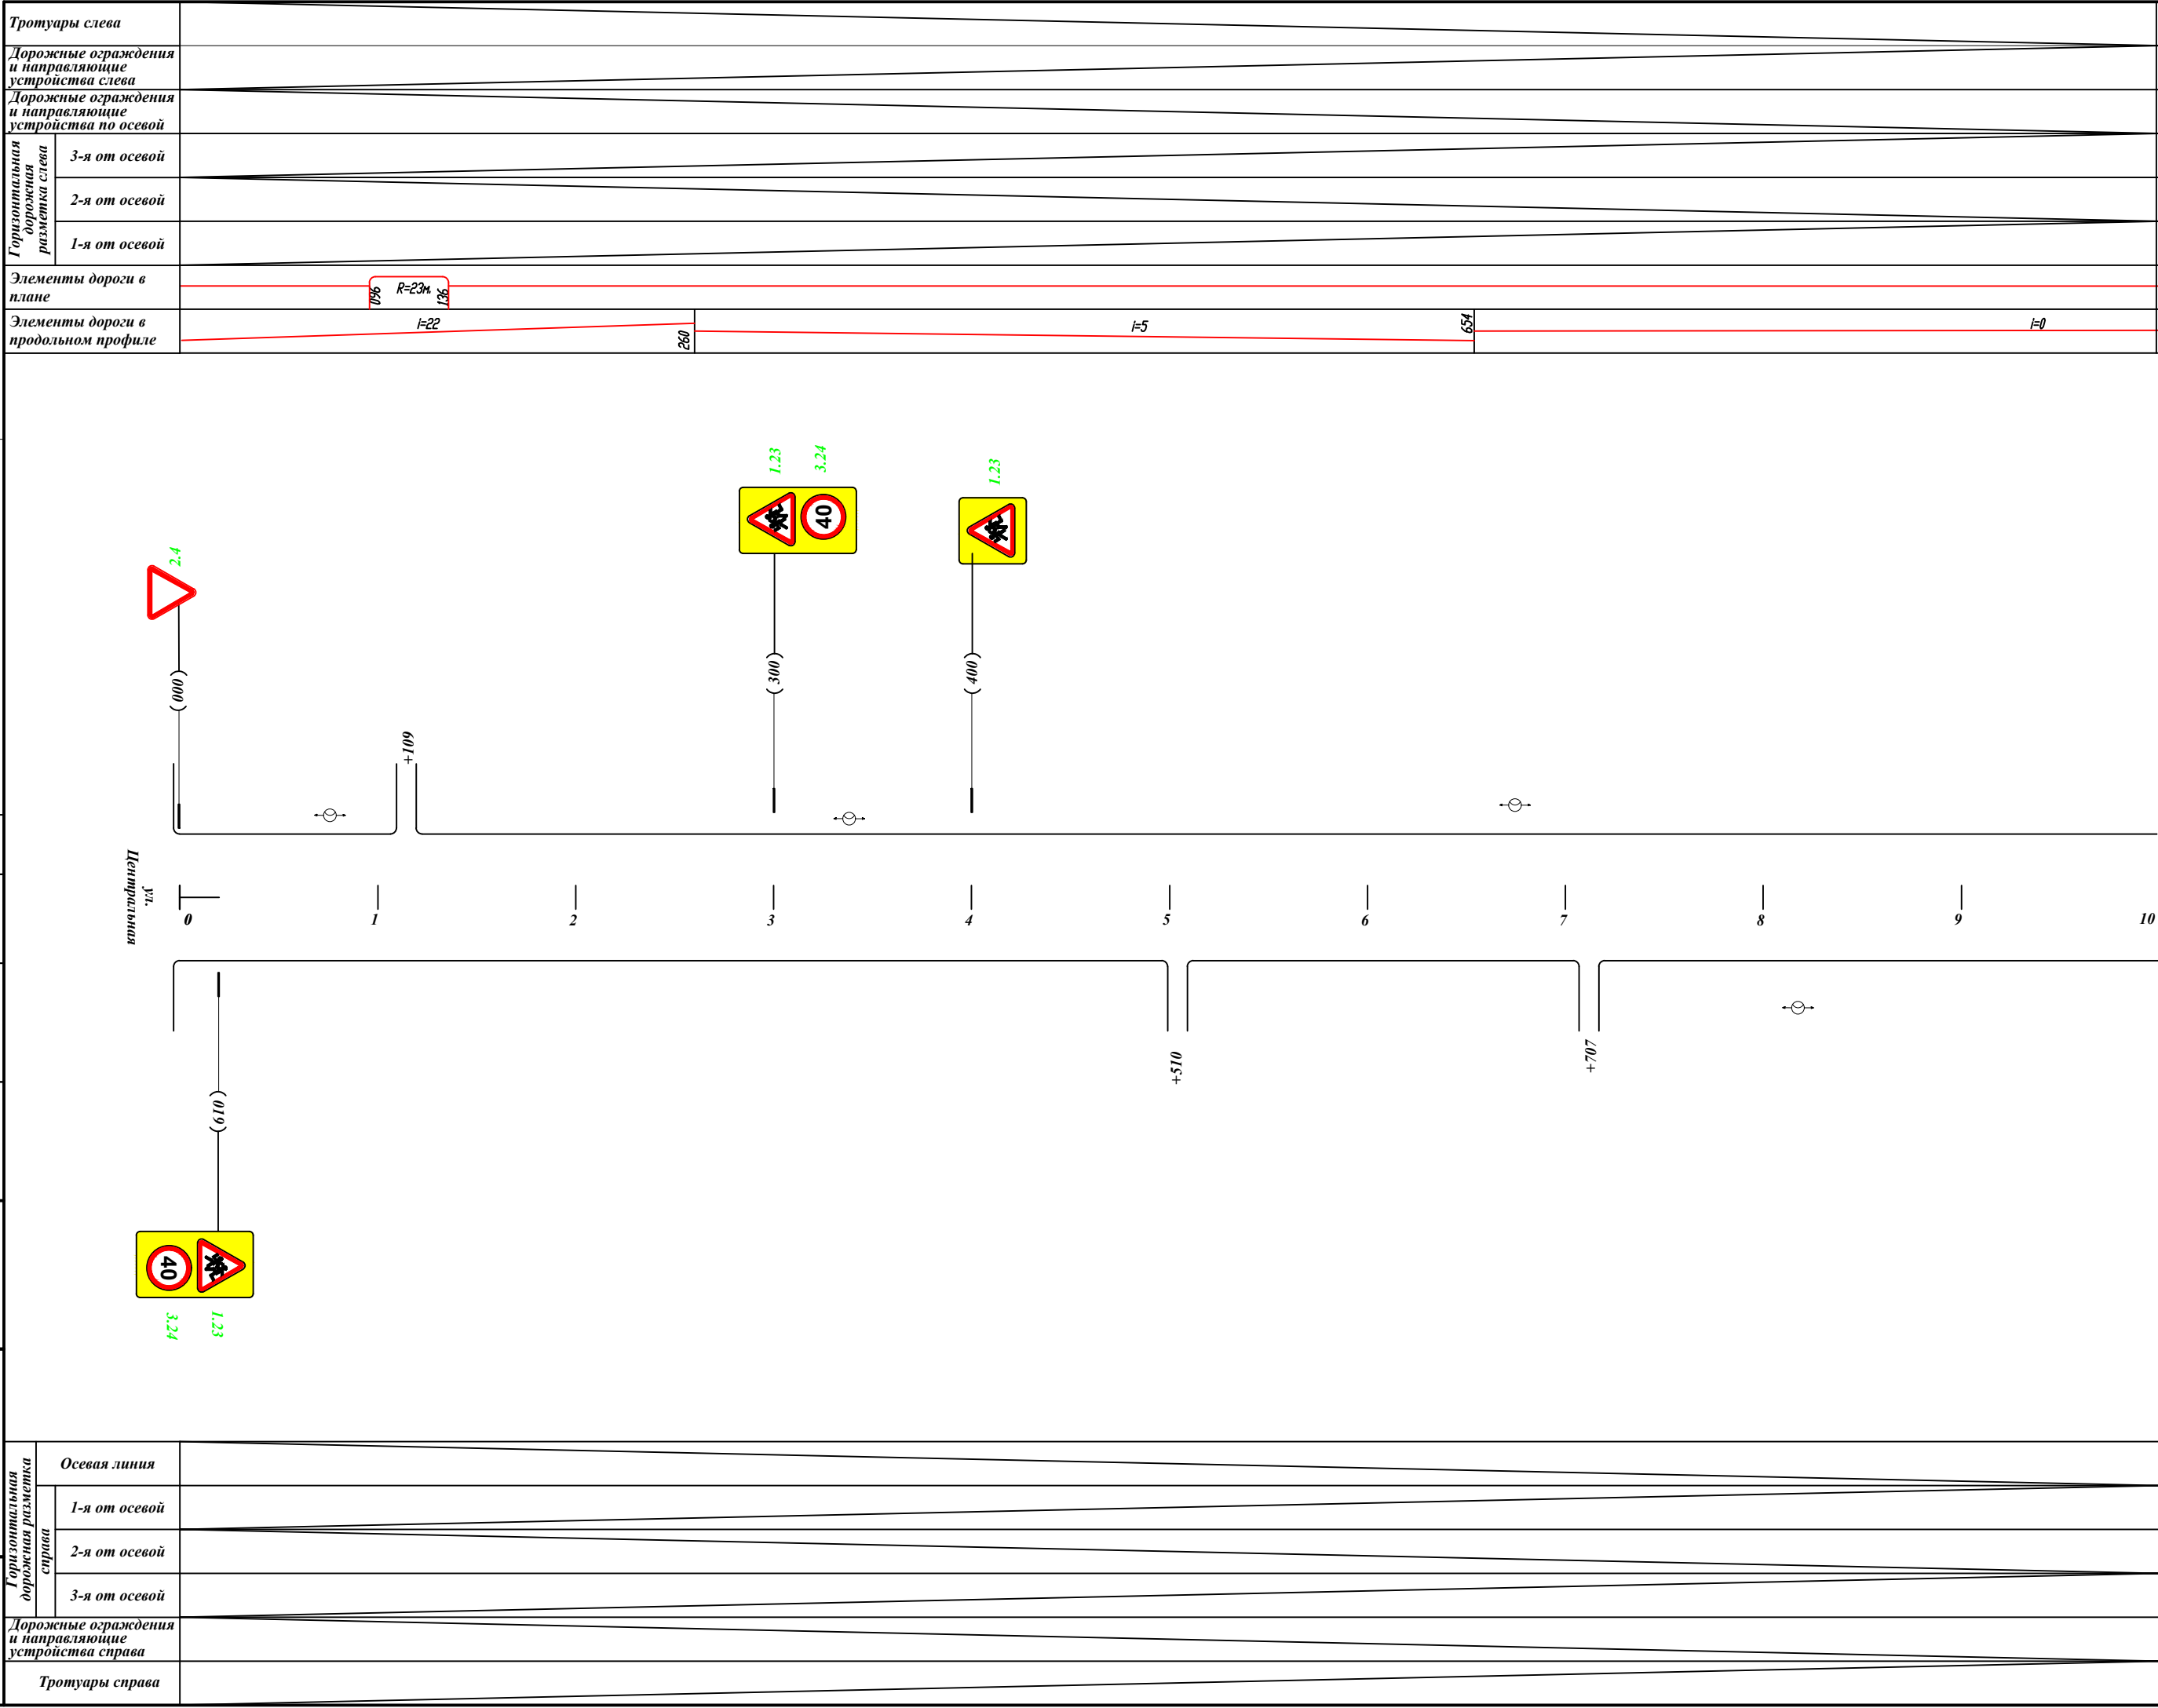 Тротуары слева
Дорожные ограждения
и направляющие
устройства слева
Дорожные ограждения
и направляющие
устройства по осевой
Горизонтальная
дорожная
разметка слева
3-я от осевой
2-я от осевой
1-я от осевой
Элементы дороги в
плане
096
R=23м.
136
Элементы дороги в
продольном профиле
i=22
260
i=5
654
i=0
1.23
3.24
1.23
40
2.4
(000)
(300)
(400)
+109
ул.
Центральная
0
1
2
3
4
5
6
7
8
9
10
+510
+707
(019)
40
3.24
1.23
Горизонтальная
дорожная разметка
справа
Осевая линия
1-я от осевой
2-я от осевой
3-я от осевой
Дорожные ограждения
и направляющие
устройства справа
Тротуары справа